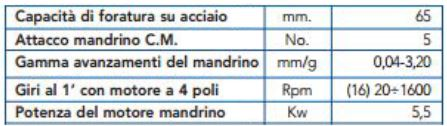 Capacità di foratura su acciaio mm. 65
Attacco mandrino C.M. No. 5
Gamma avanzamenti del mandrino mm/g 0,04-3,20
Giri al 1' con motore a 4 poli Rpm (16) 20÷1600
Potenza del motore mandrino Kw 5,5